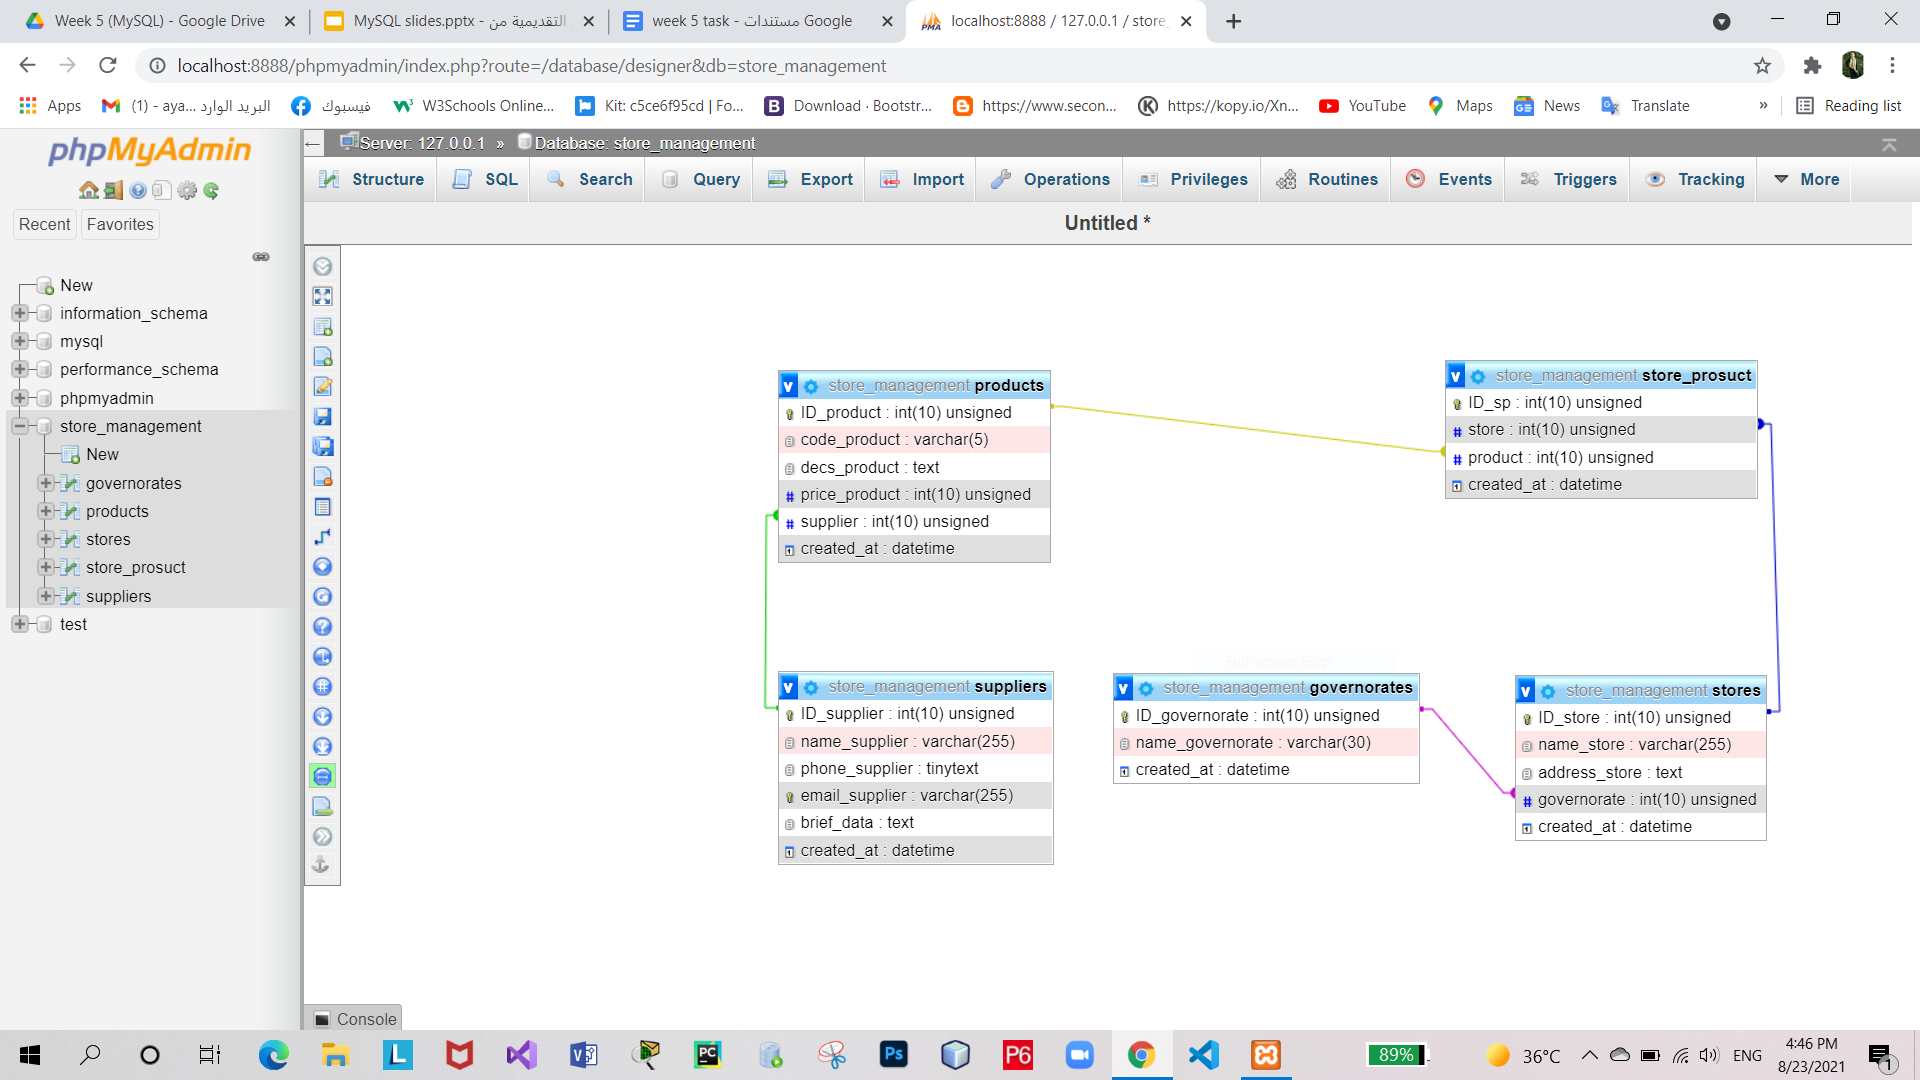 Week 5 (MySQL) - Google Drive
MySQL slides.pptx - التقديمية من
week 5 task - مستندات Google
localhost:8888 / 127.0.0.1 / store_
localhost:8888/phpmyadmin/index.php?route=/database/designer&db=store_management
Apps
(1) - aya... البريد الوارد
فيسبوك
W3Schools Online...
Kit: c5ce6f95cd | Fo...
Download · Bootstr...
https://www.secon...
https://kopy.io/Xn...
YouTube
Maps
News
Translate
»
Reading list
phpMyAdmin
Recent
Favorites
New
information_schema
mysql
performance_schema
phpmyadmin
store_management
New
governorates
products
stores
store_prosuct
suppliers
test
Server: 127.0.0.1 » Database: store_management
Structure
SQL
Search
Query
Export
Import
Operations
Privileges
Routines
Events
Triggers
Tracking
More
Untitled *
store_management products
ID_product : int(10) unsigned
code_product : varchar(5)
decs_product : text
price_product : int(10) unsigned
supplier : int(10) unsigned
created_at : datetime
store_management store_prosuct
ID_sp : int(10) unsigned
store : int(10) unsigned
product : int(10) unsigned
created_at : datetime
store_management suppliers
ID_supplier : int(10) unsigned
name_supplier : varchar(255)
phone_supplier : tinytext
email_supplier : varchar(255)
brief_data : text
created_at : datetime
store_management governorates
ID_governorate : int(10) unsigned
name_governorate : varchar(30)
created_at : datetime
store_management stores
ID_store : int(10) unsigned
name_store : varchar(255)
address_store : text
governorate : int(10) unsigned
created_at : datetime
Console
89%
36°C
ENG
4:46 PM
8/23/2021
1